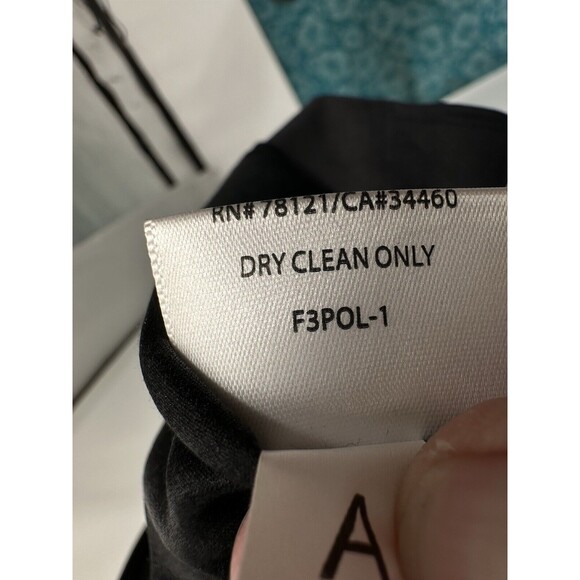 RN# 78121/CA#34460
DRY CLEAN ONLY
F3POL-1
A